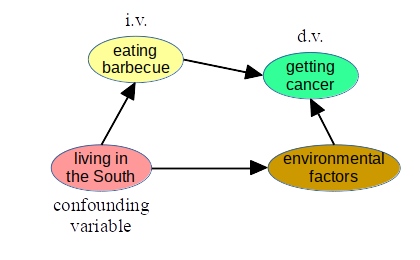 i.v.
eating
barbecue
d.v.
getting
cancer
living in
the South
environmental
factors
confounding
variable